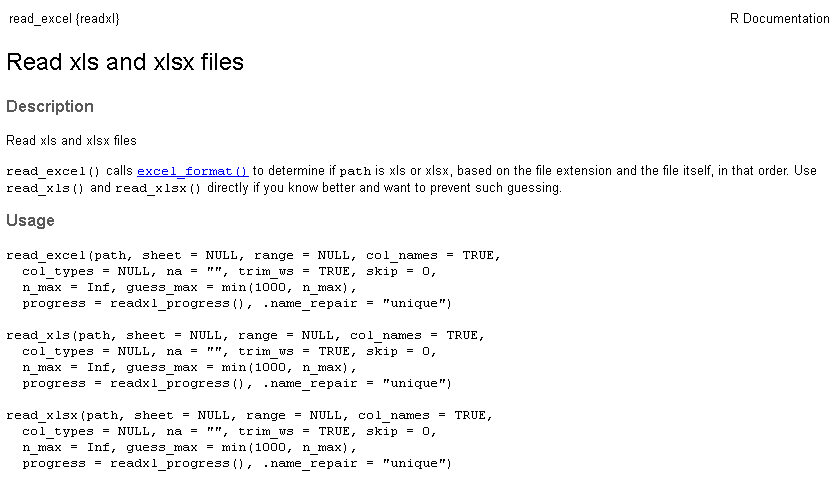 read_excel {readxl}
R Documentation
Read xls and xlsx files
Description
Read xls and xlsx files
read_excel() calls excel_format() to determine if path is xls or xlsx, based on the file extension and the file itself, in that order. Use
read_xls() and read_xlsx() directly if you know better and want to prevent such guessing.
Usage
read_excel(path, sheet = NULL, range = NULL, col_names = TRUE,
  col_types = NULL, na = "", trim_ws = TRUE, skip = 0,
  n_max = Inf, guess_max = min(1000, n_max),
  progress = readxl_progress(), .name_repair = "unique")
read_xls(path, sheet = NULL, range = NULL, col_names = TRUE,
  col_types = NULL, na = "", trim_ws = TRUE, skip = 0,
  n_max = Inf, guess_max = min(1000, n_max),
  progress = readxl_progress(), .name_repair = "unique")
read_xlsx(path, sheet = NULL, range = NULL, col_names = TRUE,
  col_types = NULL, na = "", trim_ws = TRUE, skip = 0,
  n_max = Inf, guess_max = min(1000, n_max),
  progress = readxl_progress(), .name_repair = "unique")